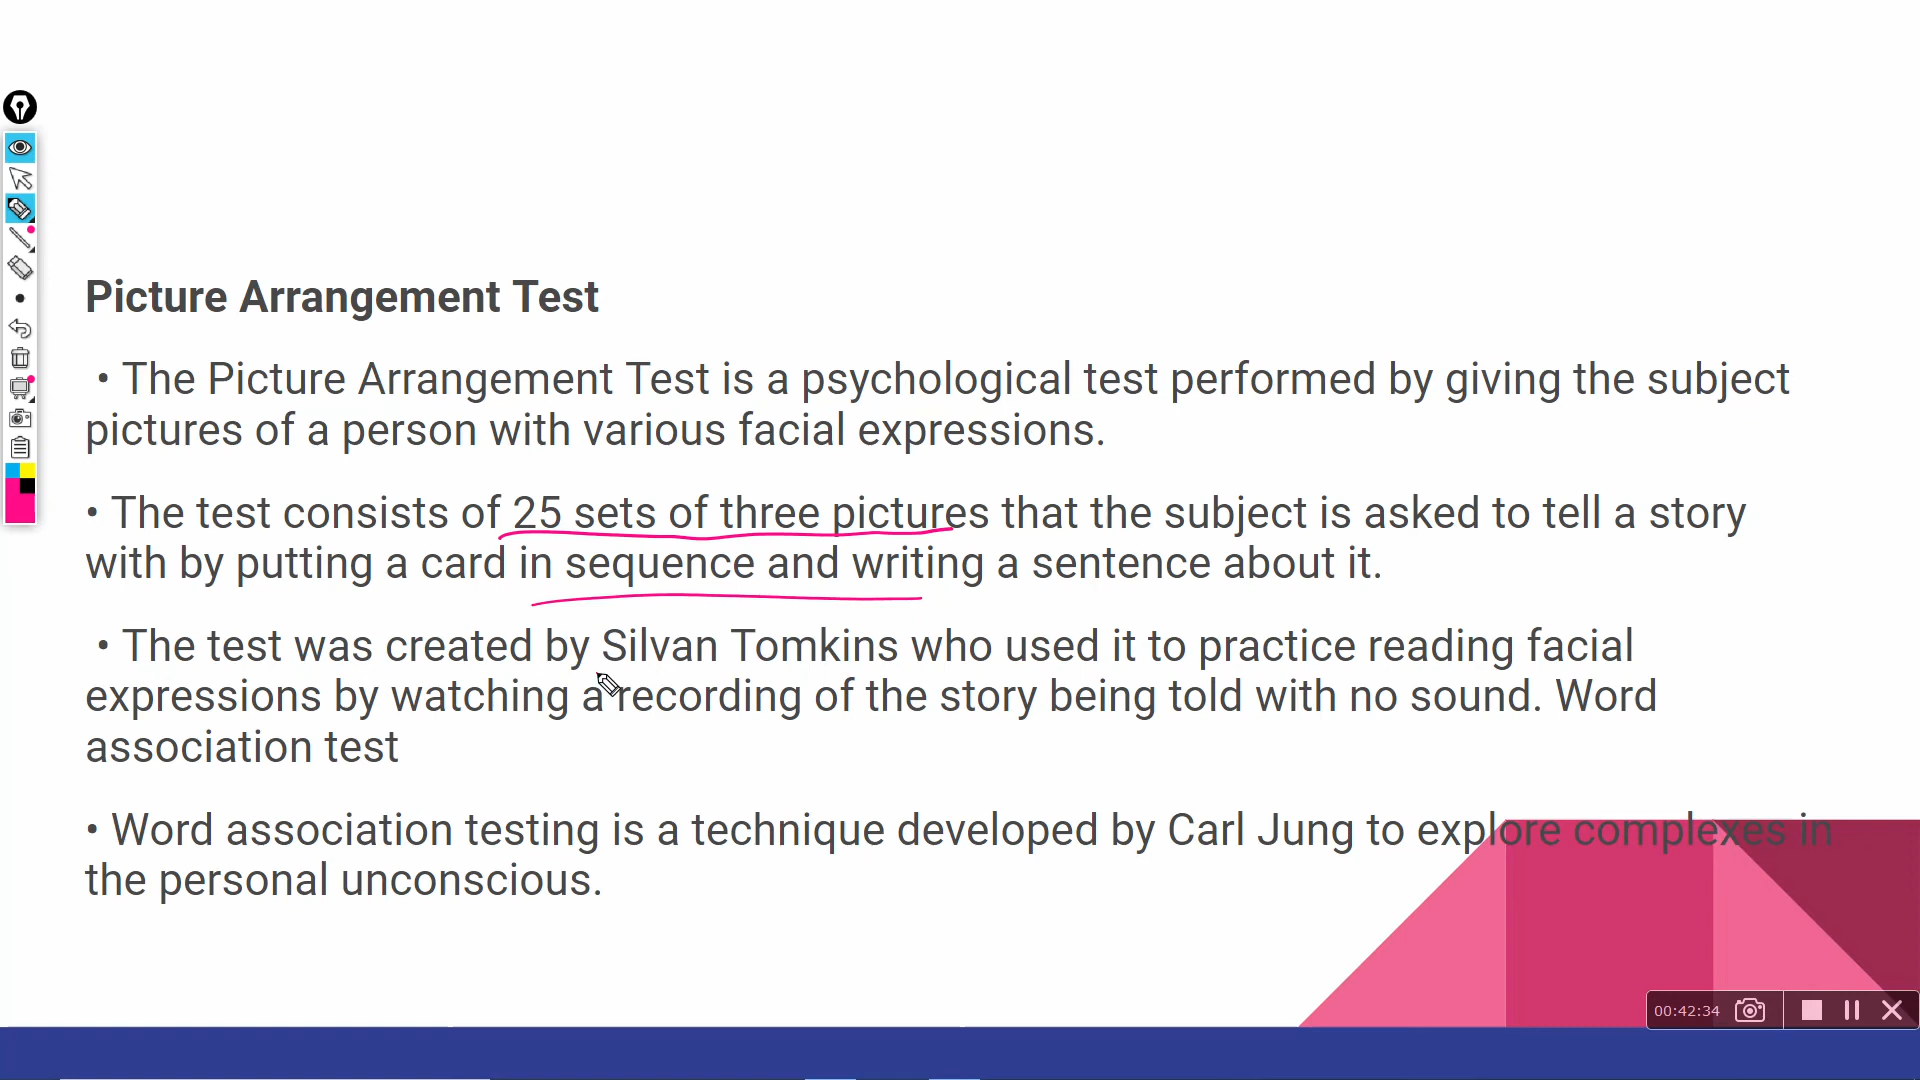 Picture Arrangement Test
• The Picture Arrangement Test is a psychological test performed by giving the subject
pictures of a person with various facial expressions.
• The test consists of 25 sets of three pictures that the subject is asked to tell a story
with by putting a card in sequence and writing a sentence about it.
• The test was created by Silvan Tomkins who used it to practice reading facial
expressions by watching a recording of the story being told with no sound. Word
association test
• Word association testing is a technique developed by Carl Jung to explore complexes in
the personal unconscious.
00:42:34